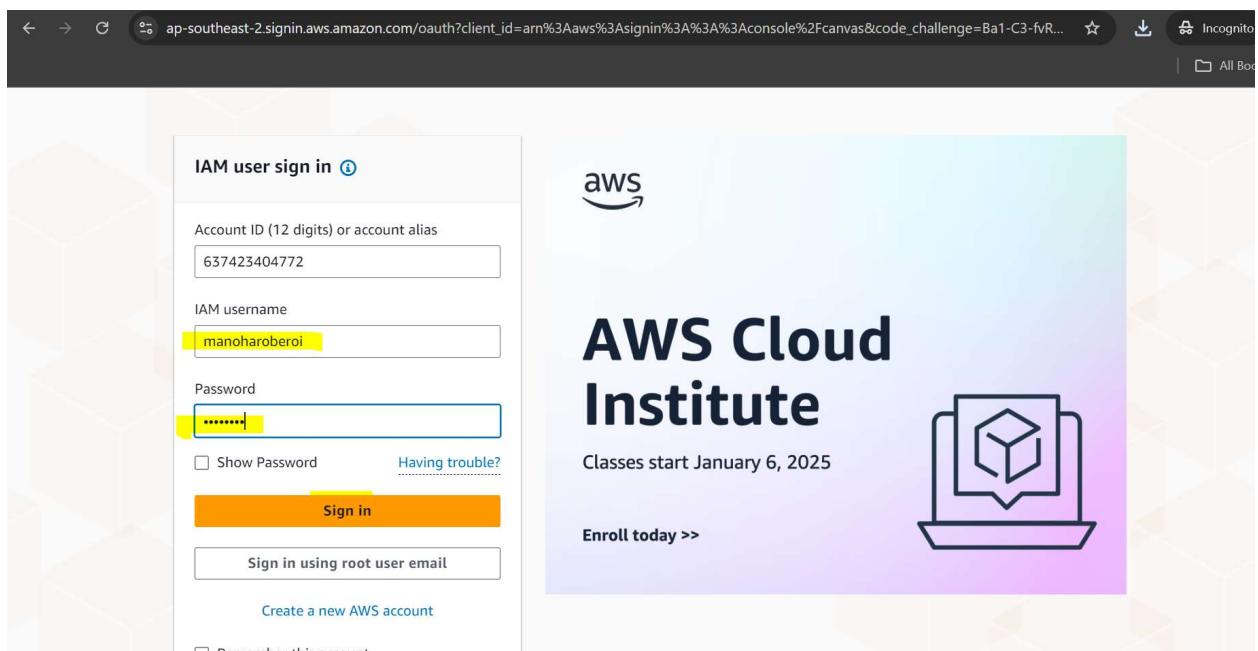 ap-southeast-2.signin.aws.amazon.com/oauth?client_id=arn%3Aaws%3Asignin%3A%3A%3Aconsole%2Fcanvas&code_challenge=Ba1-C3-fvR...
Incognito
All Boo
IAM user sign in
Account ID (12 digits) or account alias
637423404772
IAM username
manoharoberoi
Password
••••••••
Show Password
Having trouble?
Sign in
Sign in using root user email
Create a new AWS account
aws
AWS Cloud
Institute
Classes start January 6, 2025
Enroll today >>